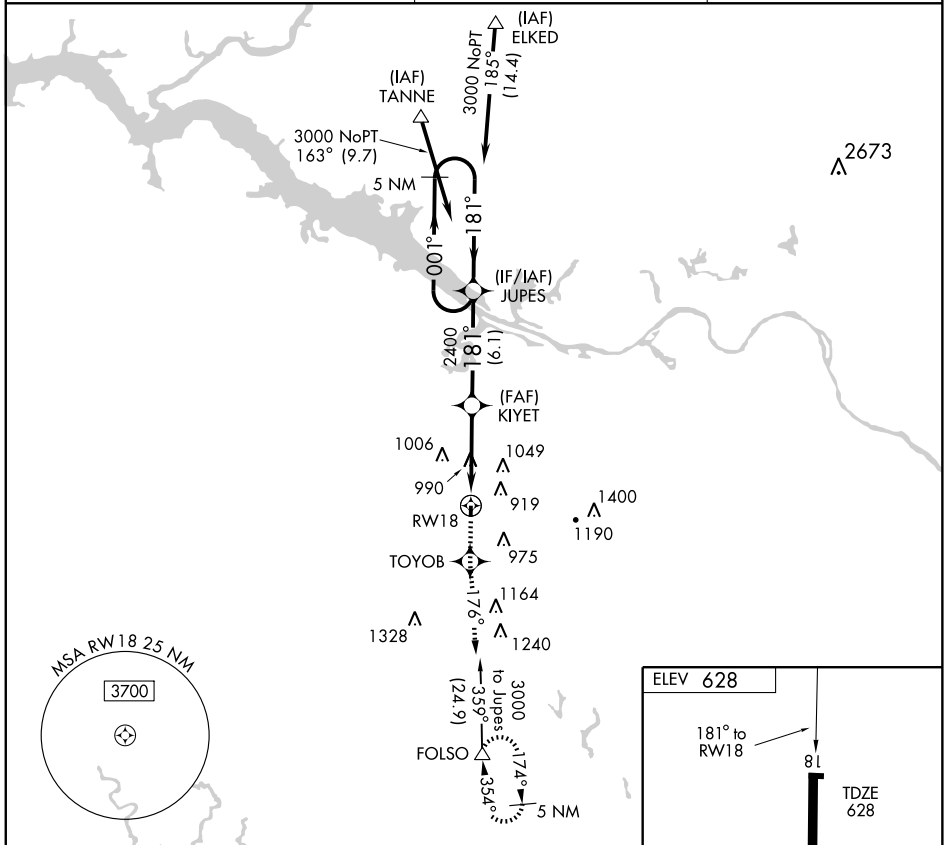 (IAF)
ELKED
3000 NoPT
185°
(14.4)
(IAF)
TANNE
3000 NoPT
163° (9.7)
5 NM
2673
181°
001°
(IF/IAF)
JUPES
2400
181°
(6.1)
(FAF)
KIYET
1006
1049
990
919
RW18
1400
1190
TOYOB
975
176°
1164
1328
1240
MSA RW18 25 NM
3700
3000
to Jupes
359°
(24.9)
FOLSO
174°
354°
5 NM
ELEV 628
181° to
RW18
18
TDZE
628